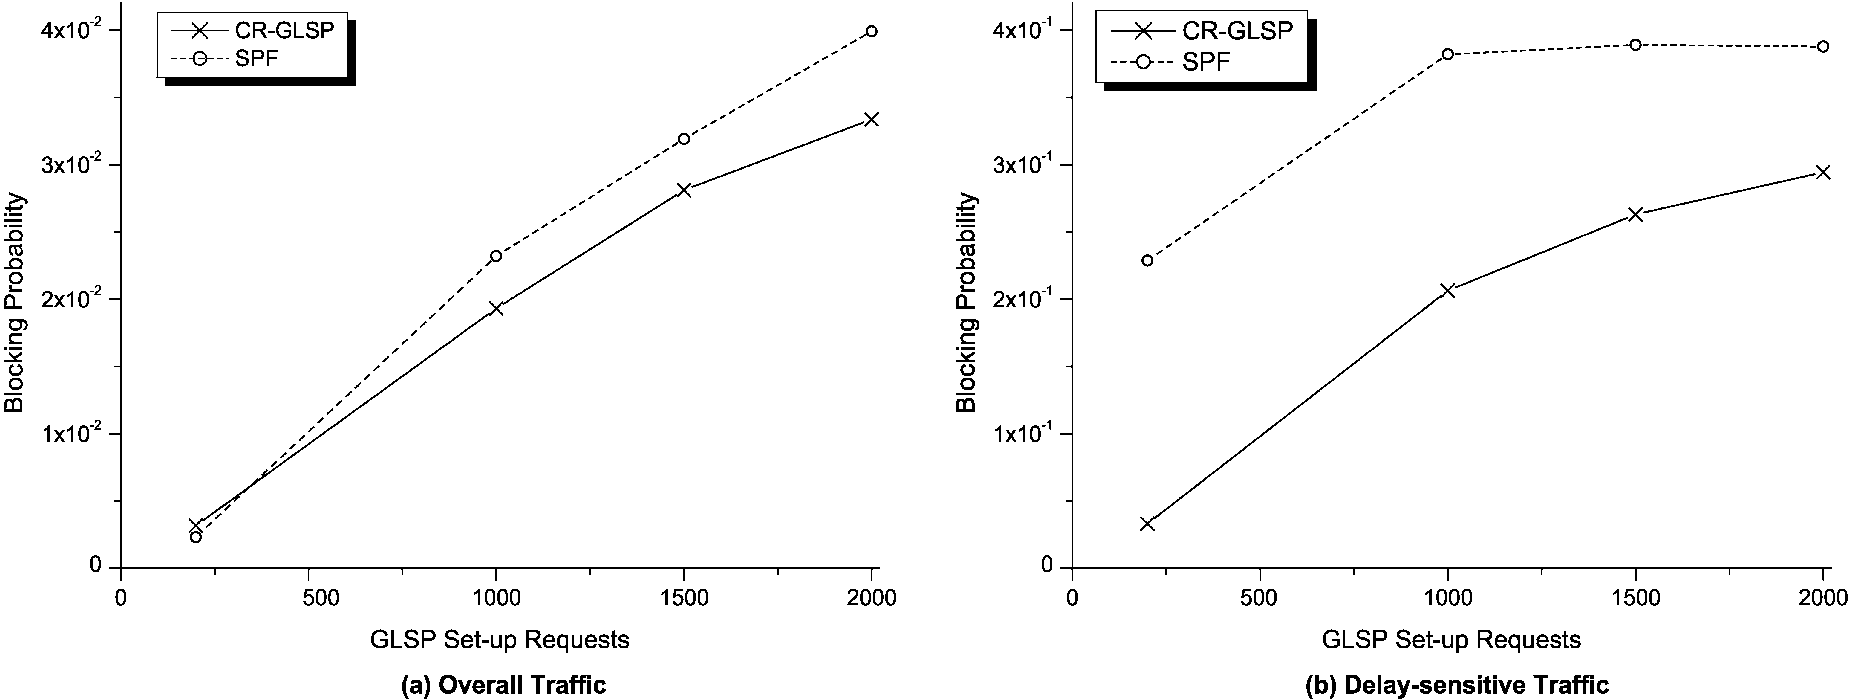 CR-GLSP
SPF
4x10-2
3x10-2
2x10-2
1x10-2
0
0 500 1000 1500 2000
Blocking Probability
GLSP Set-up Requests
(a) Overall Traffic
CR-GLSP
SPF
4x10-1
3x10-1
2x10-1
1x10-1
0
0 500 1000 1500 2000
Blocking Probability
GLSP Set-up Requests
(b) Delay-sensitive Traffic